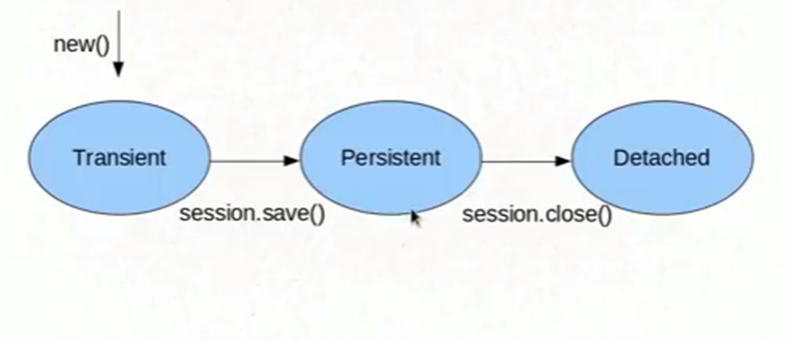 new()
Transient
Persistent
Detached
session.save()
session.close()